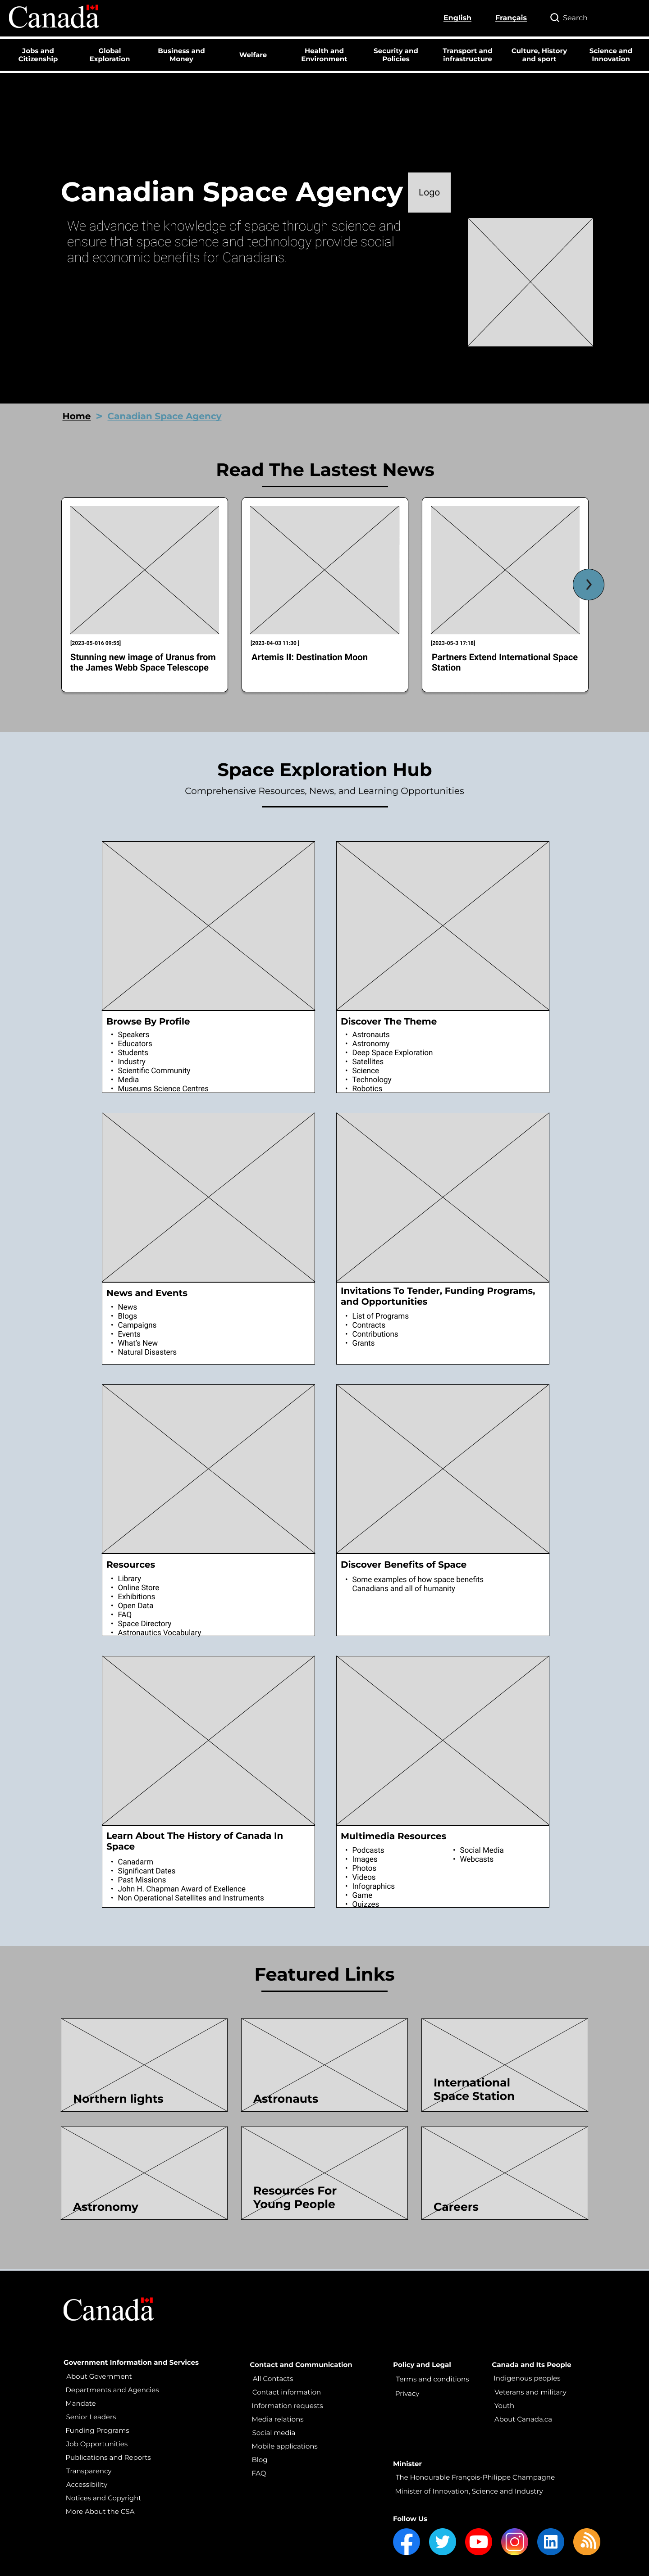 Canada
English
Français
Search
Jobs and
Citizenship
Global
Exploration
Business and
Money
Welfare
Health and
Environment
Security and
Policies
Transport and
infrastructure
Culture, History
and sport
Science and
Innovation
Canadian Space Agency
Logo
We advance the knowledge of space through science and
ensure that space science and technology provide social
and economic benefits for Canadians.
Home > Canadian Space Agency
Read The Lastest News
[2023-05-016 09:55]
Stunning new image of Uranus from
the James Webb Space Telescope
[2023-04-03 11:30 ]
Artemis II: Destination Moon
[2023-05-3 17:18]
Partners Extend International Space
Station
Space Exploration Hub
Comprehensive Resources, News, and Learning Opportunities
Browse By Profile
• Speakers
• Educators
• Students
• Industry
• Scientific Community
• Media
• Museums Science Centres
Discover The Theme
• Astronauts
• Astronomy
• Deep Space Exploration
• Satellites
• Science
• Technology
• Robotics
News and Events
• News
• Blogs
• Campaigns
• Events
• What's New
• Natural Disasters
Invitations To Tender, Funding Programs,
and Opportunities
• List of Programs
• Contracts
• Contributions
• Grants
Resources
• Library
• Online Store
• Exhibitions
• Open Data
• FAQ
• Space Directory
• Astronautics Vocabulary
Discover Benefits of Space
• Some examples of how space benefits
Canadians and all of humanity
Learn About The History of Canada In
Space
• Canadarm
• Significant Dates
• Past Missions
• John H. Chapman Award of Exellence
• Non Operational Satellites and Instruments
Multimedia Resources
• Podcasts
• Images
• Photos
• Videos
• Infographics
• Game
• Quizzes
• Social Media
• Webcasts
Featured Links
Northern lights
Astronauts
International
Space Station
Astronomy
Resources For
Young People
Careers
Canada
Government Information and Services
About Government
Departments and Agencies
Mandate
Senior Leaders
Funding Programs
Job Opportunities
Publications and Reports
Transparency
Accessibility
Notices and Copyright
More About the CSA
Contact and Communication
All Contacts
Contact information
Information requests
Media relations
Social media
Mobile applications
Blog
FAQ
Policy and Legal
Terms and conditions
Privacy
Canada and Its People
Indigenous peoples
Veterans and military
Youth
About Canada.ca
Minister
The Honourable François-Philippe Champagne
Minister of Innovation, Science and Industry
Follow Us